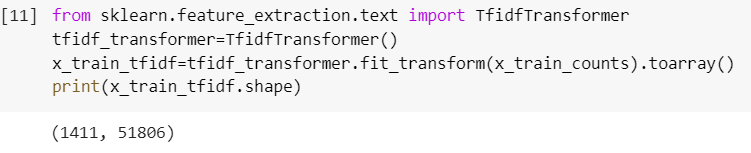 [11] from sklearn.feature_extraction.text import TfidfTransformer
tfidf_transformer=TfidfTransformer()
x_train_tfidf=tfidf_transformer.fit_transform(x_train_counts).toarray()
print(x_train_tfidf.shape)
(1411, 51806)